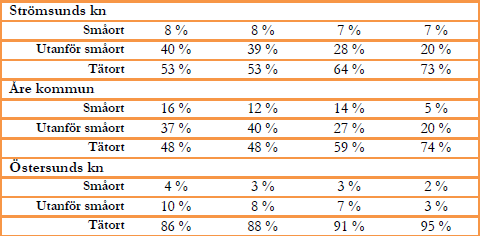 Strömsunds kn
Småort 8 % 8 % 7 % 7 %
Utanför småort 40 % 39 % 28 % 20 %
Tätort 53 % 53 % 64 % 73 %
Åre kommun
Småort 16 % 12 % 14 % 5 %
Utanför småort 37 % 40 % 27 % 20 %
Tätort 48 % 48 % 59 % 74 %
Östersunds kn
Småort 4 % 3 % 3 % 2 %
Utanför småort 10 % 8 % 7 % 3 %
Tätort 86 % 88 % 91 % 95 %